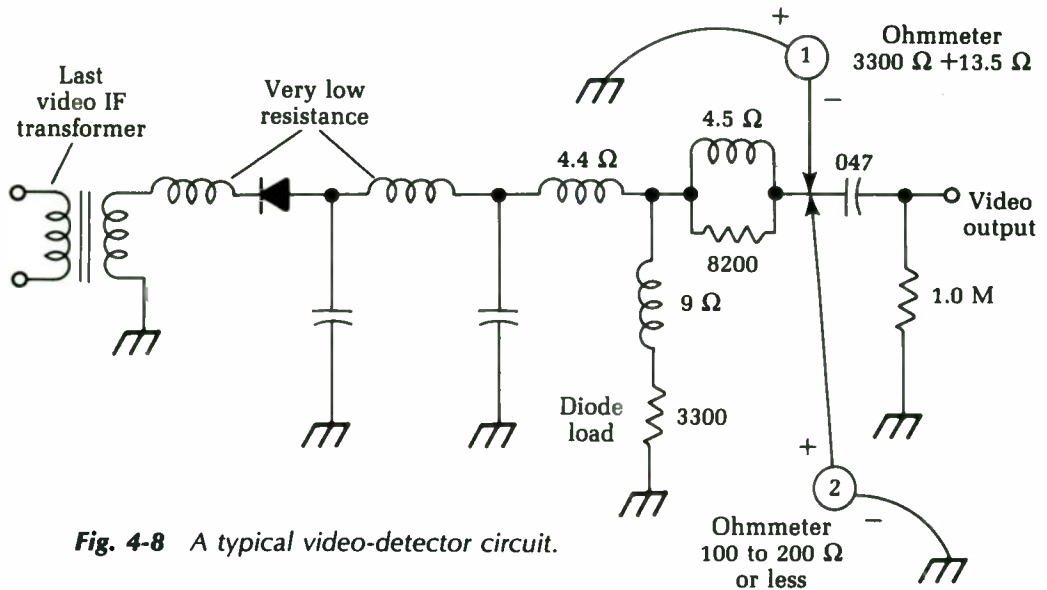 Last
video IF
transformer
Very low
resistance
4.4 Ω
4.5 Ω
8200
+
1
−
Ohmmeter
3300 Ω +13.5 Ω
047
Video
output
1.0 M
9 Ω
Diode
load
3300
+
2
−
Ohmmeter
100 to 200 Ω
or less
Fig. 4-8 A typical video-detector circuit.